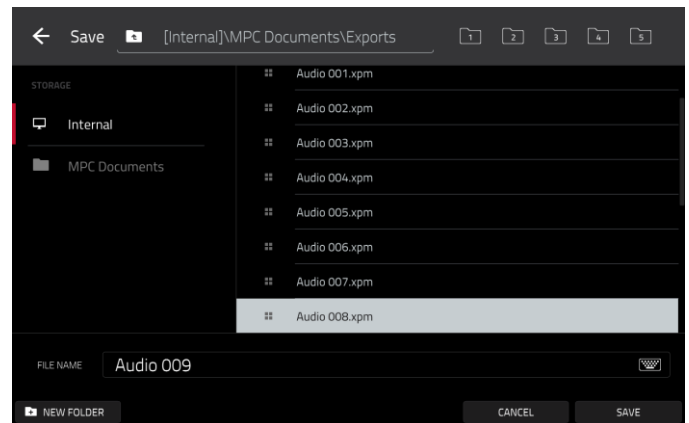 Save [Internal]\MPC Documents\Exports 1 2 3 4 5
STORAGE
Internal
MPC Documents
Audio 001.xpm
Audio 002.xpm
Audio 003.xpm
Audio 004.xpm
Audio 005.xpm
Audio 006.xpm
Audio 007.xpm
Audio 008.xpm
FILE NAME Audio 009
NEW FOLDER CANCEL SAVE